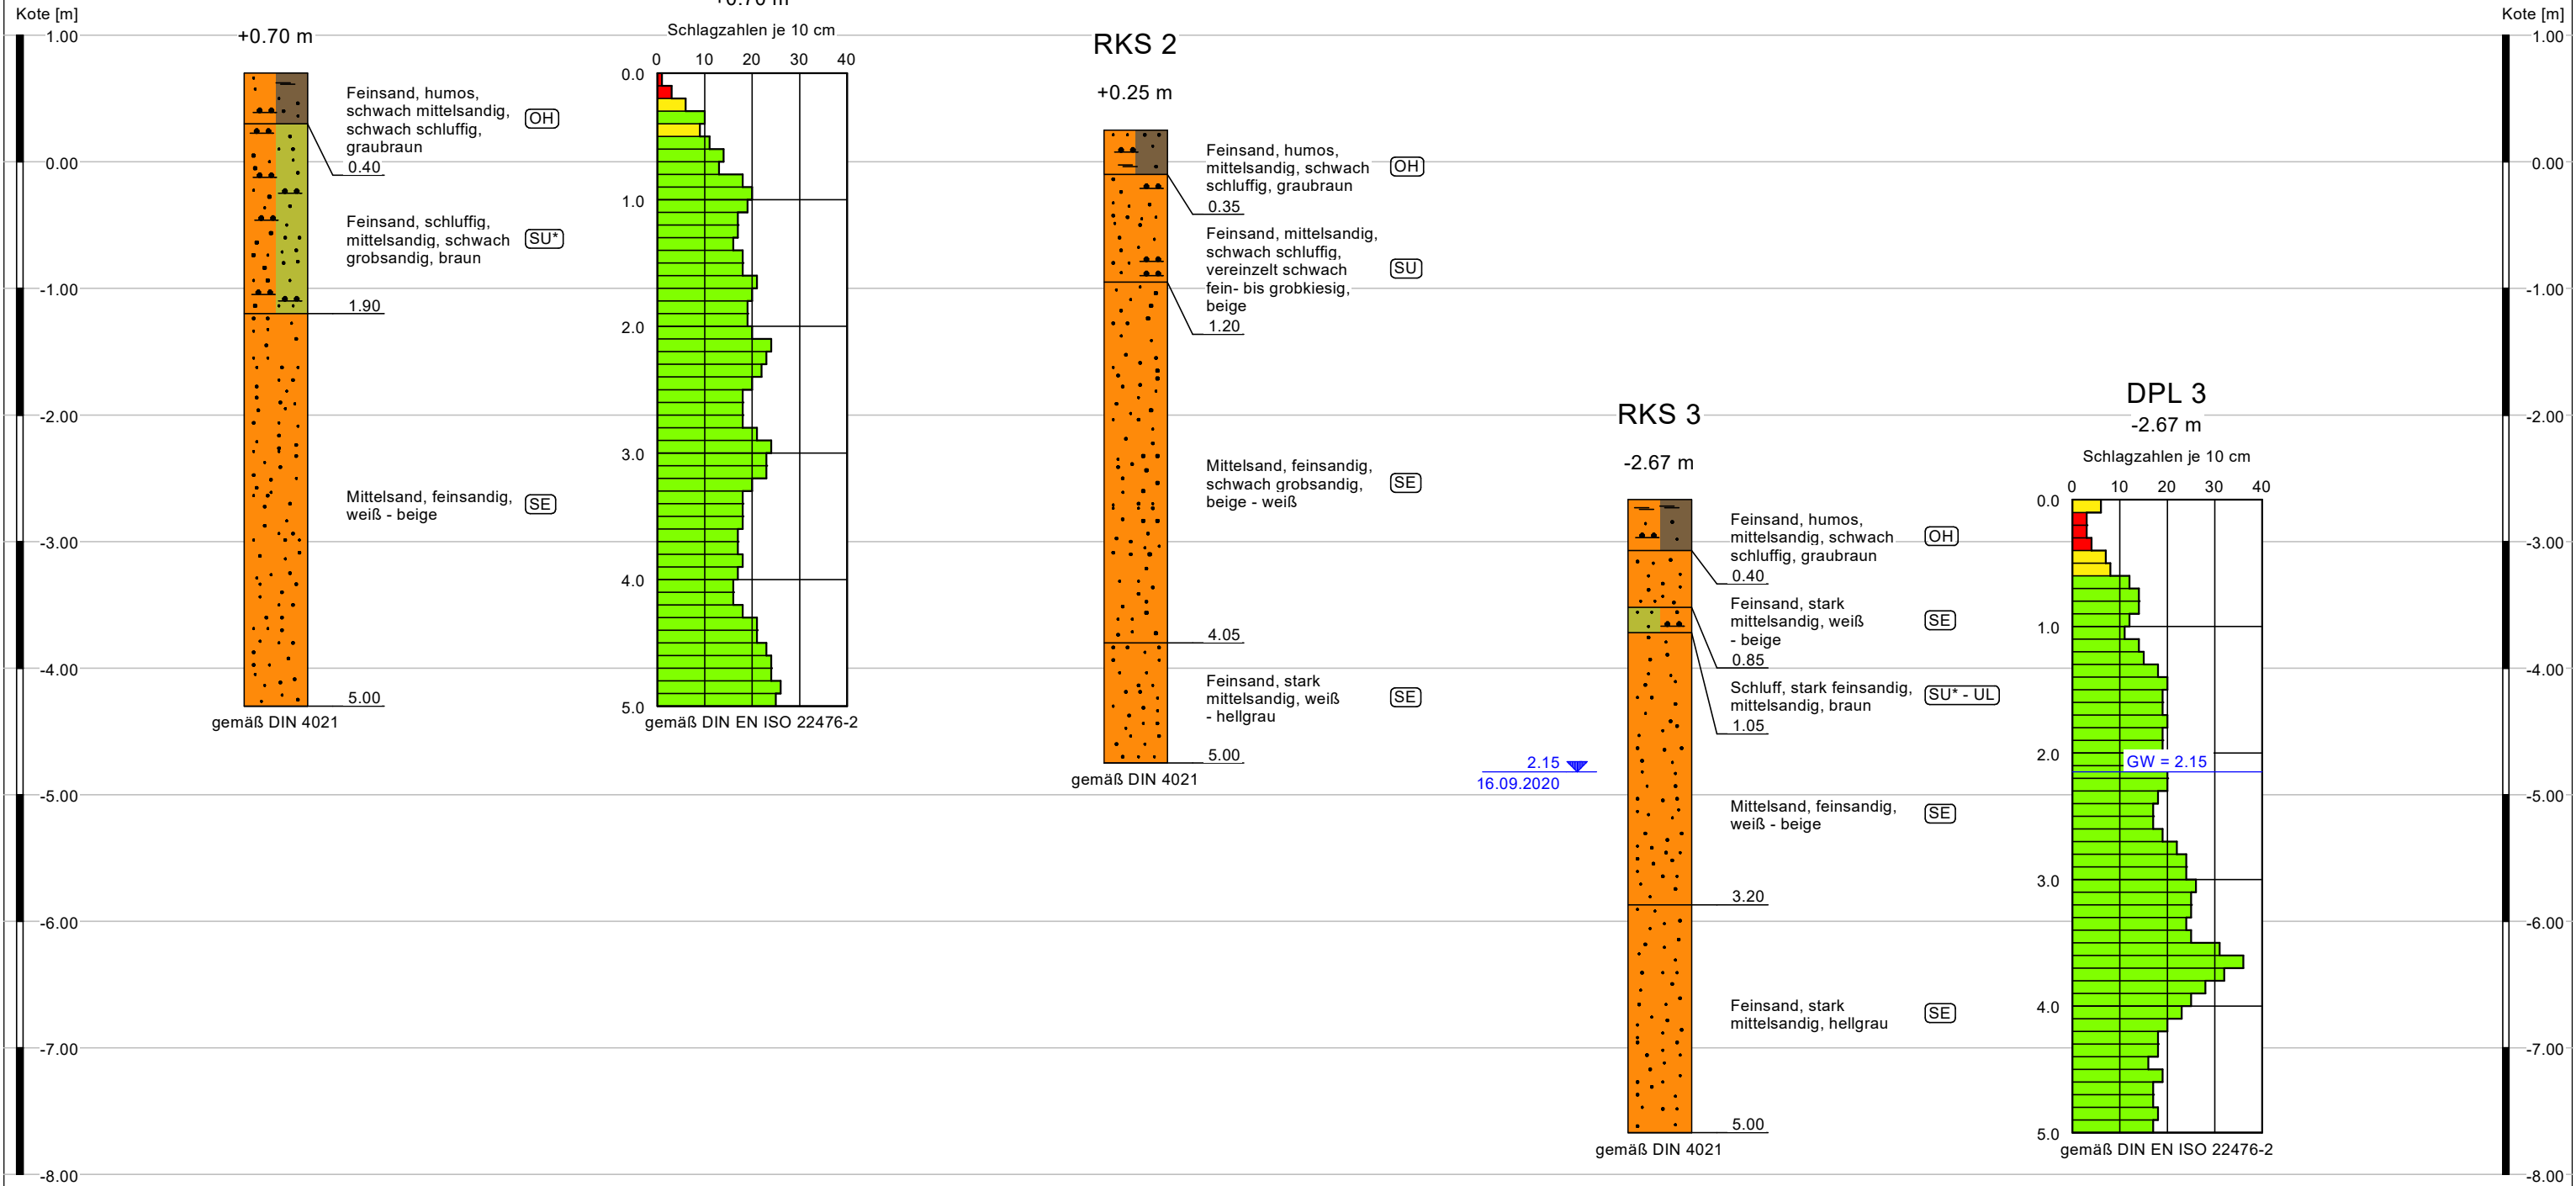 Kote [m]
1.00
0.00
-1.00
-2.00
-3.00
-4.00
-5.00
-6.00
-7.00
-8.00
+0.70 m
Feinsand, humos,
schwach mittelsandig,
schwach schluffig,
graubraun
OH
0.40
Feinsand, schluffig,
mittelsandig, schwach
grobsandig, braun
SU*
1.90
Mittelsand, feinsandig,
weiß - beige
SE
5.00
gemäß DIN 4021
+0.70 m
Schlagzahlen je 10 cm
0 10 20 30 40
0.0
1.0
2.0
3.0
4.0
5.0
gemäß DIN EN ISO 22476-2
RKS 2
+0.25 m
Feinsand, humos,
mittelsandig, schwach
schluffig, graubraun
OH
0.35
Feinsand, mittelsandig,
schwach schluffig,
vereinzelt schwach
fein- bis grobkiesig,
beige
SU
1.20
Mittelsand, feinsandig,
schwach grobsandig,
beige - weiß
SE
4.05
Feinsand, stark
mittelsandig, weiß
- hellgrau
SE
5.00
gemäß DIN 4021
RKS 3
-2.67 m
Feinsand, humos,
mittelsandig, schwach
schluffig, graubraun
OH
0.40
Feinsand, stark
mittelsandig, weiß
- beige
SE
0.85
Schluff, stark feinsandig,
mittelsandig, braun
SU* - UL
1.05
2.15
16.09.2020
Mittelsand, feinsandig,
weiß - beige
SE
3.20
Feinsand, stark
mittelsandig, hellgrau
SE
5.00
gemäß DIN 4021
DPL 3
-2.67 m
Schlagzahlen je 10 cm
0 10 20 30 40
0.0
1.0
2.0
GW = 2.15
3.0
4.0
5.0
gemäß DIN EN ISO 22476-2
Kote [m]
1.00
0.00
-1.00
-2.00
-3.00
-4.00
-5.00
-6.00
-7.00
-8.00